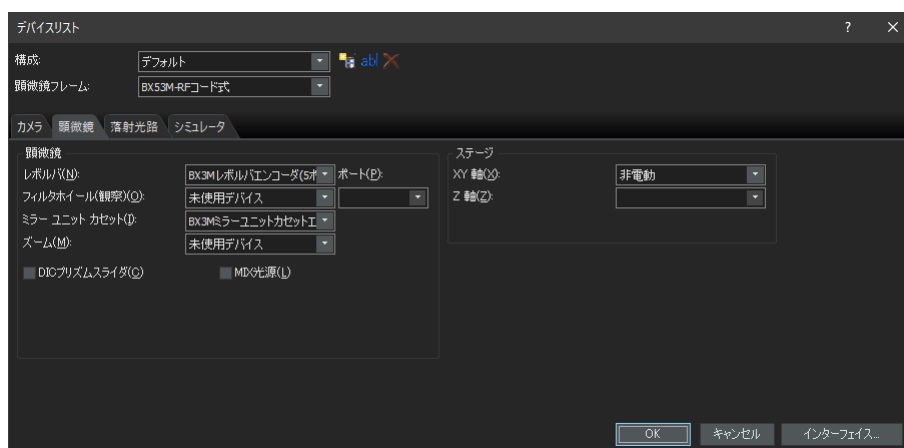 デバイスリスト ? ×
構成: デフォルト abl
顕微鏡フレーム: BX53M-RFコード式
カメラ 顕微鏡 落射光路 シミュレータ
顕微鏡
レボルバ(N): BX3Mレボルバエンコーダ(5ポ ポート(P):
フィルタホイール(観察)(O): 未使用デバイス
ミラー ユニット カセット(I): BX3Mミラーユニットカセットエ
ズーム(M): 未使用デバイス
DICプリズムスライダ(C) MIX光源(L)
ステージ
XY 軸(X): 非電動
Z 軸(Z):
OK キャンセル インターフェイス...